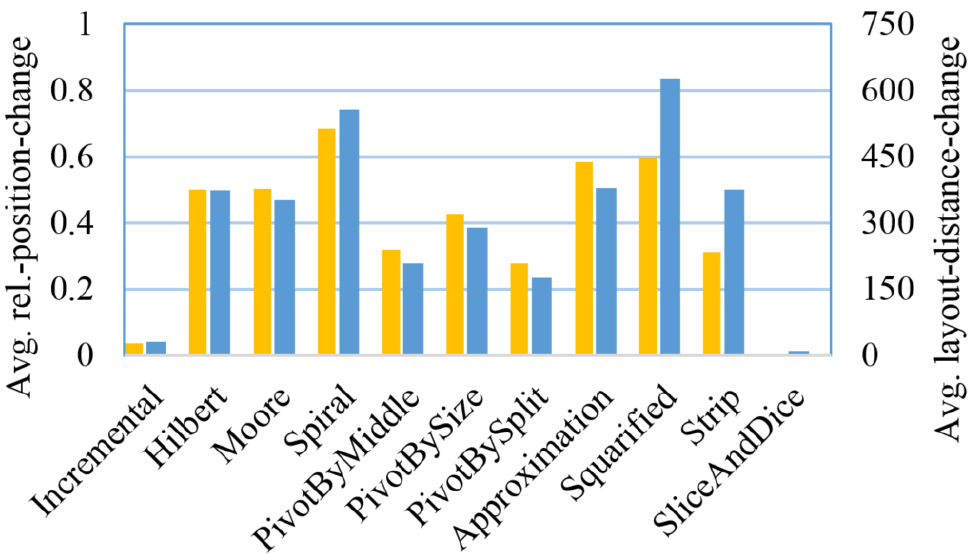 Avg. rel.-position-change
1
0.8
0.6
0.4
0.2
0
750
600
450
300
150
0
Avg. layout-distance-change
Incremental
Hilbert
Moore
Spiral
PivotByMiddle
PivotBySize
PivotBySplit
Approximation
Squarified
Strip
SliceAndDice